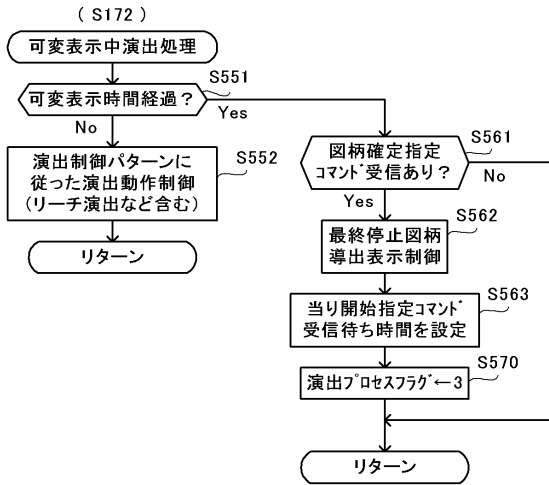 ( S172 )
可変表示中演出処理
S551
可変表示時間経過?
Yes
No
演出制御パターンに
従った演出動作制御
(リーチ演出など含む)
S552
リターン
図柄確定指定
コマンド受信あり?
S561
No
Yes
最終停止図柄
導出表示制御
S562
当り開始指定コマンド
受信待ち時間を設定
S563
演出プロセスフラグ←3
S570
リターン